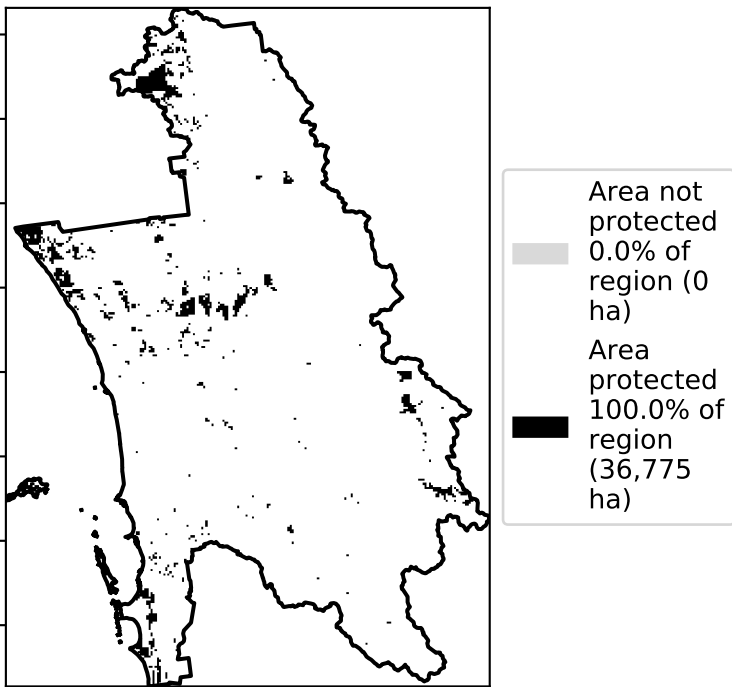 Area not
protected
0.0% of
region (0
ha)
Area
protected
100.0% of
region
(36,775
ha)